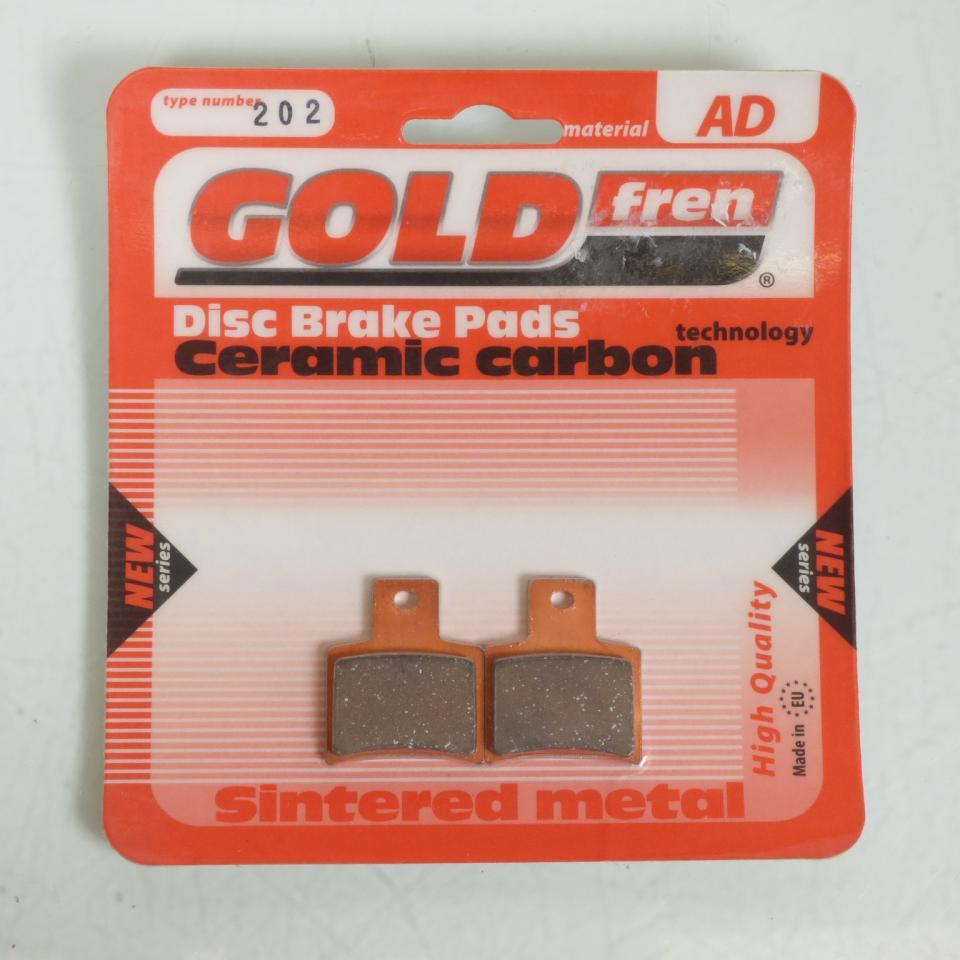 type number 202
material AD
GOLD fren ®
Disc Brake Pads
technology
Ceramic carbon
NEW series
NEW series
High Quality
Made in EU
Sintered metal